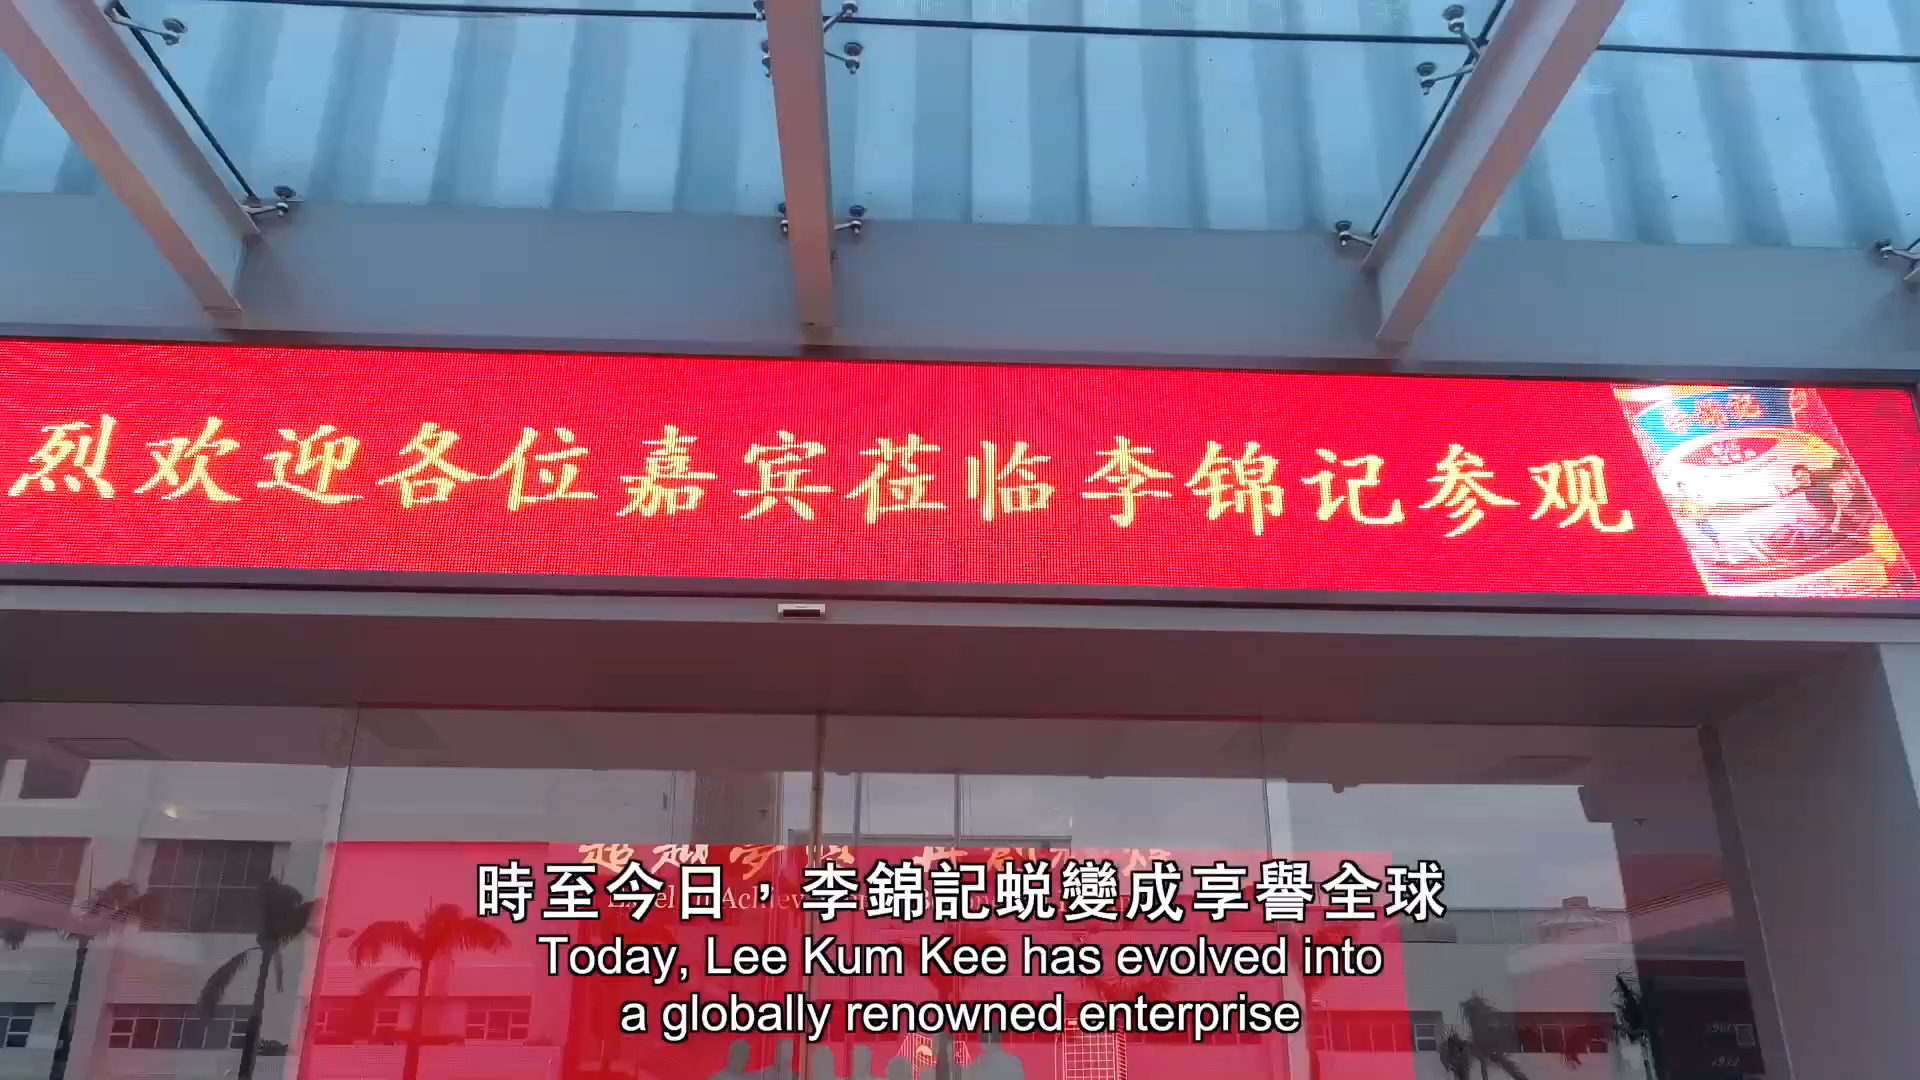 烈欢迎各位嘉宾莅临李锦记参观
時至今日，李錦記蜕變成享譽全球
Today, Lee Kum Kee has evolved into
a globally renowned enterprise